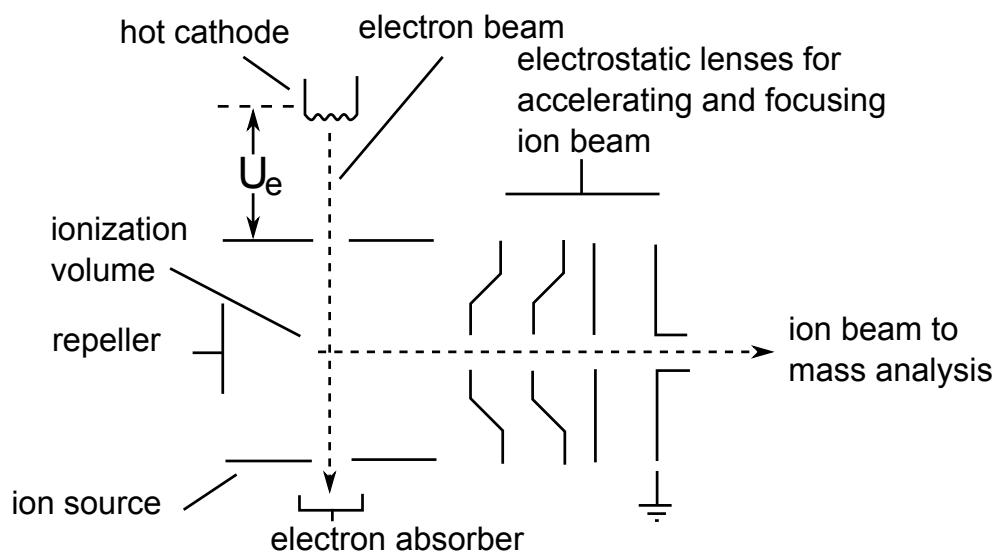 hot cathode
electron beam
electrostatic lenses for
accelerating and focusing
ion beam
Ue
ionization
volume
repeller
ion beam to
mass analysis
ion source
electron absorber